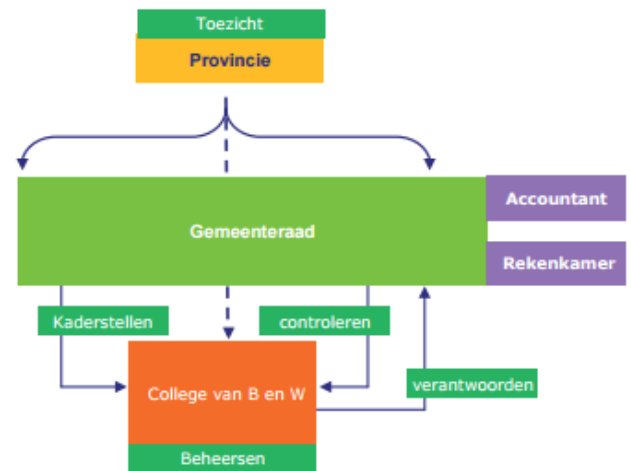 Toezicht
Provincie
Gemeenteraad
Accountant
Rekenkamer
Kaderstellen
controleren
verantwoorden
College van B en W
Beheersen